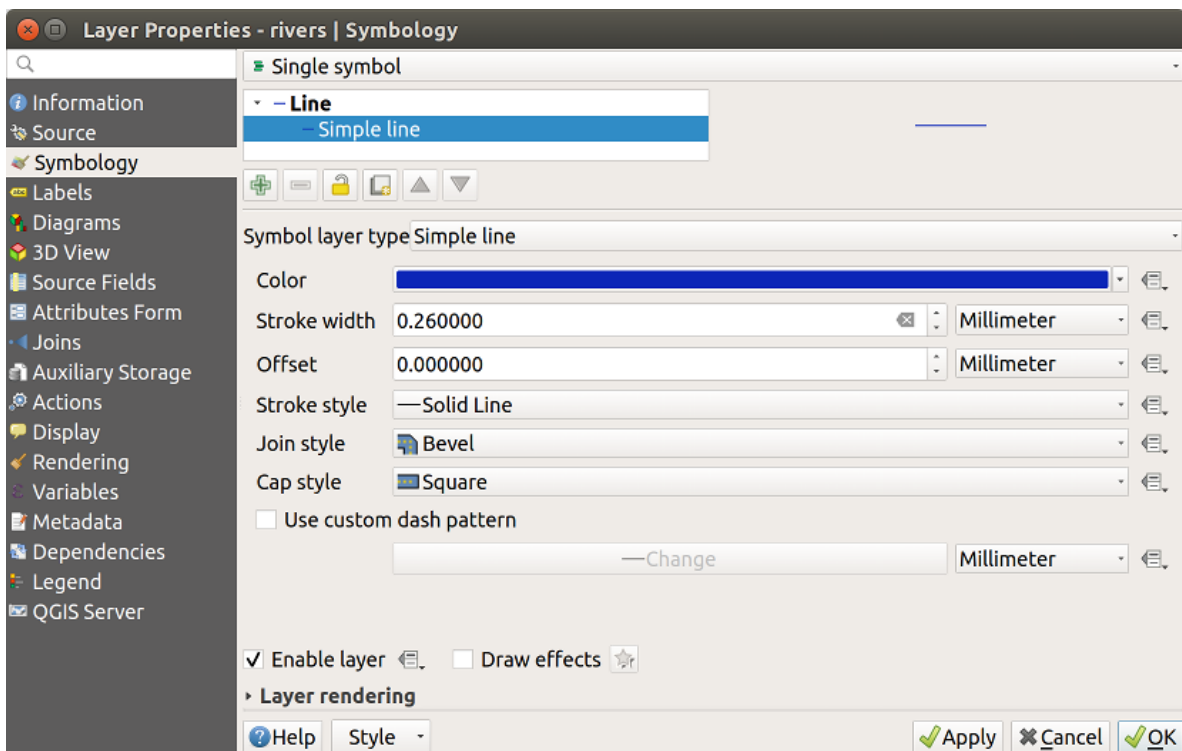 Layer Properties - rivers | Symbology
Information
Source
Symbology
Labels
Diagrams
3D View
Source Fields
Attributes Form
Joins
Auxiliary Storage
Actions
Display
Rendering
Variables
Metadata
Dependencies
Legend
QGIS Server
Single symbol
Line
Simple line
Symbol layer type Simple line
Color
Stroke width 0.260000 Millimeter
Offset 0.000000 Millimeter
Stroke style Solid Line
Join style Bevel
Cap style Square
Use custom dash pattern
Change Millimeter
Enable layer Draw effects
Layer rendering
Help Style Apply Cancel OK